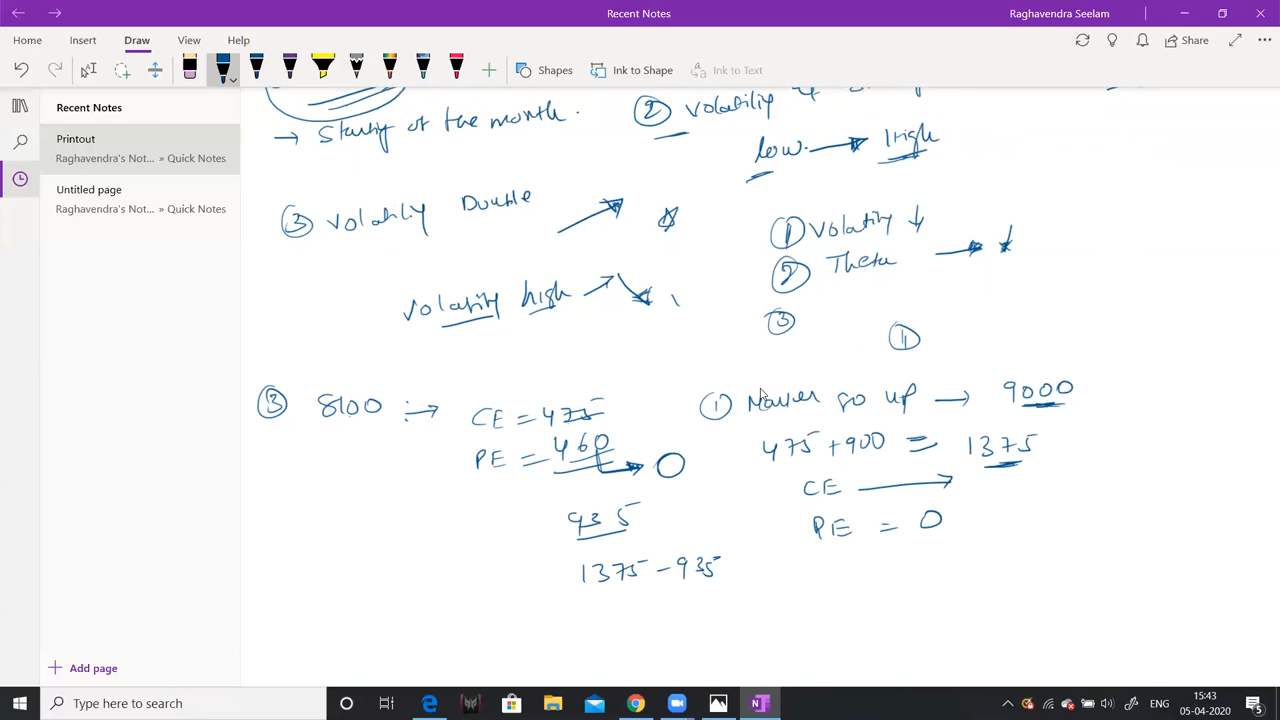 Recent Notes
Raghavendra Seelam
Home Insert Draw View Help
Share
Shapes
Ink to Shape
Ink to Text
Recent Notes
Printout
Raghavendra's Not... » Quick Notes
Untitled page
Raghavendra's Not... » Quick Notes
Add page
→ Starting of the month.
② Volatility
low. → High
③ Volatility Double
Volatility high
① Volatity ↓
② Theta → ↓
③
①
③ 8100 :→ CE = 475
PE = 460 → 0
935
1375 - 935
① Market go up → 9000
475 + 900 = 1375
CE →
PE = 0
Type here to search
15:43
05-04-2020
5